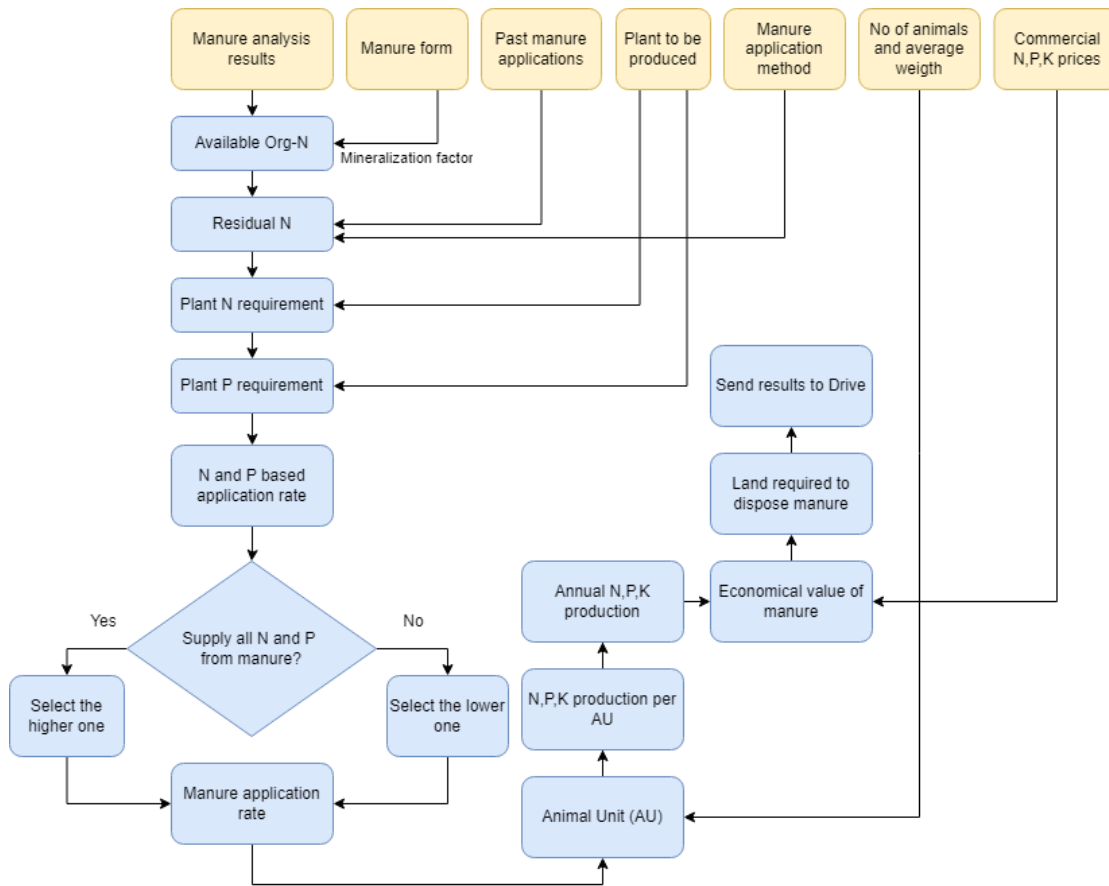 Manure analysis
results
Manure form
Past manure
applications
Plant to be
produced
Manure
application
method
No of animals
and average
weigth
Commercial
N,P,K prices
Available Org-N
Mineralization factor
Residual N
Plant N requirement
Plant P requirement
N and P based
application rate
Supply all N and P
from manure?
Yes
No
Select the
higher one
Select the lower
one
Manure application
rate
Animal Unit (AU)
N,P,K production per
AU
Annual N,P,K
production
Economical value of
manure
Land required to
dispose manure
Send results to Drive